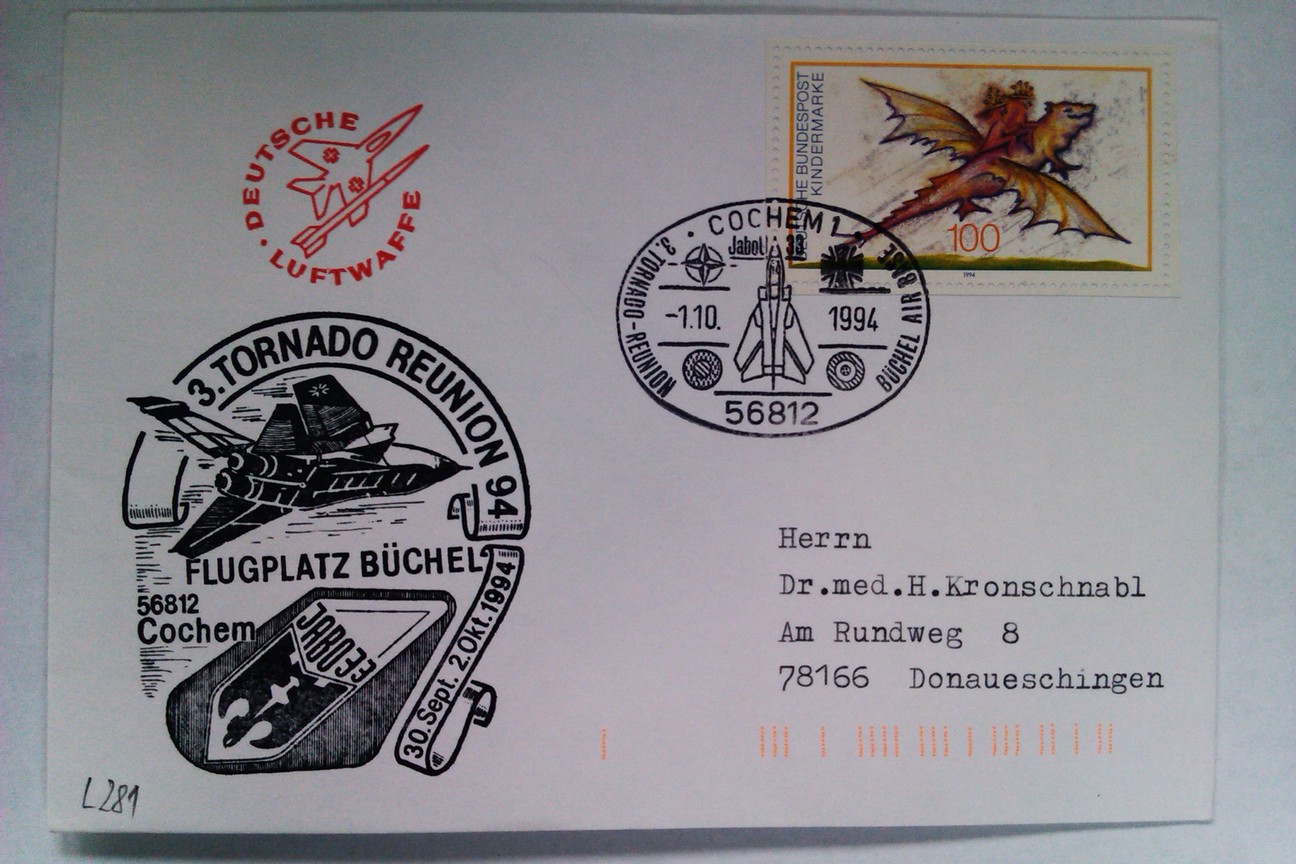 DEUTSCHE
LUFTWAFFE
DEUTSCHE BUNDESPOST
KINDERMARKE
100
1994
COCHEM 1
JaboG 33
3. TORNADO-REUNION
BÜCHEL AIR BASE
-1.10. 1994
56812
3. TORNADO REUNION 94
FLUGPLATZ BÜCHEL
56812
Cochem
JABOG 33
30. Sept. 2.Okt.1994
Herrn
Dr.med.H.Kronschnabl
Am Rundweg 8
78166 Donaueschingen
L281